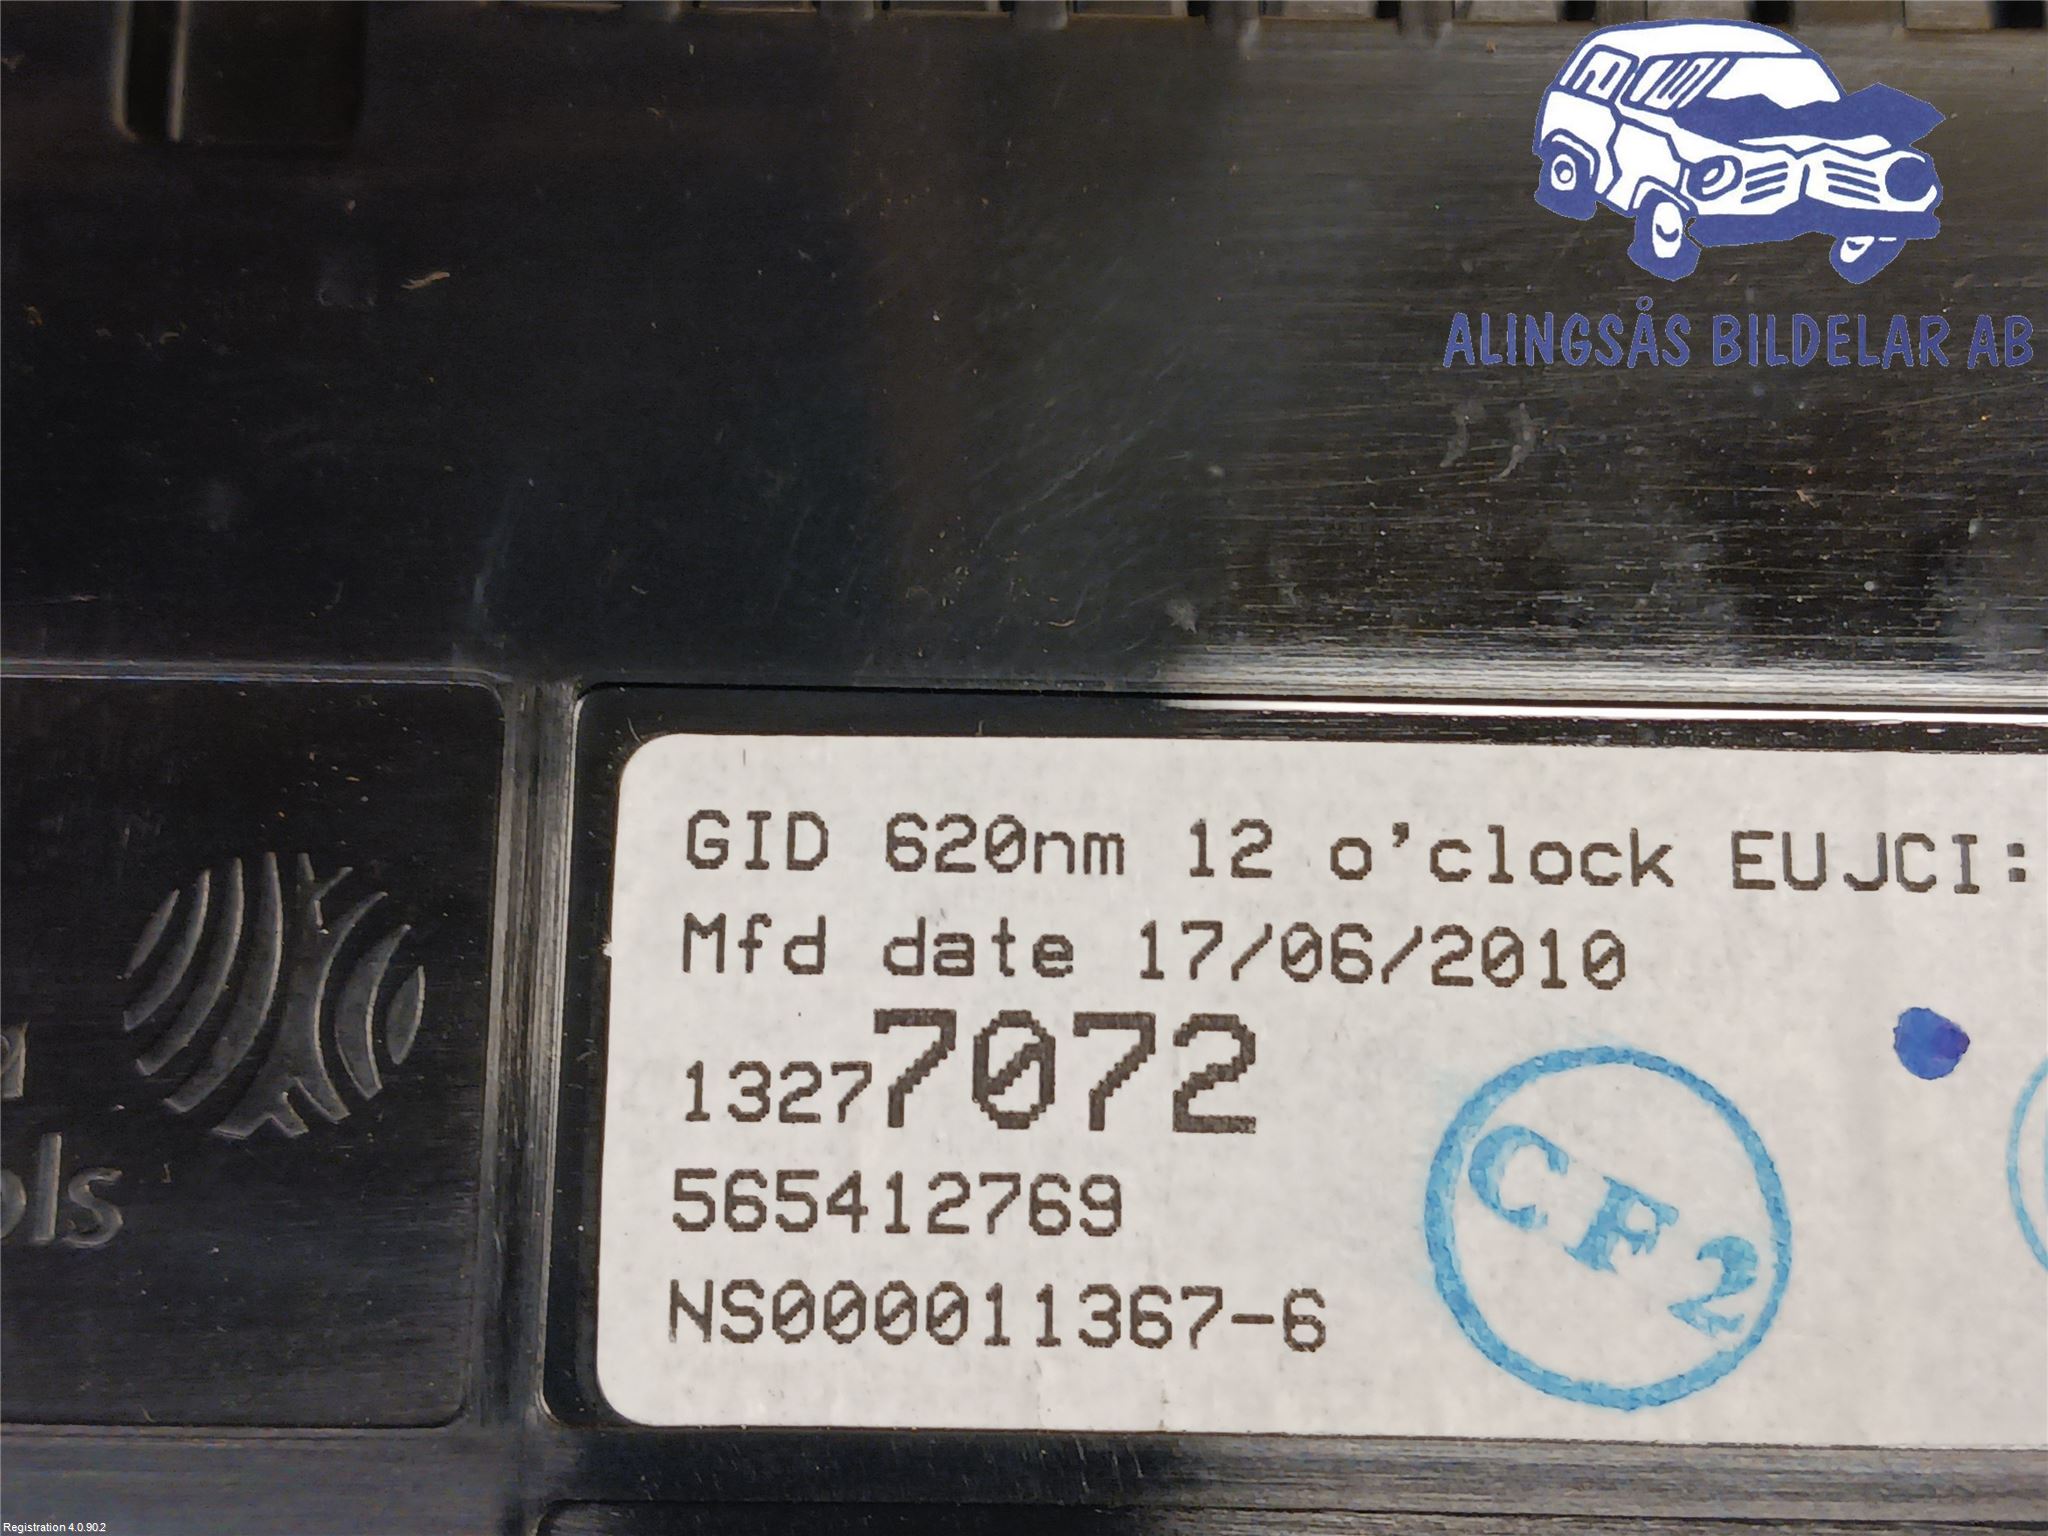 ALINGSÅS BILDELAR AB
GID 620nm 12 o'clock EUJCI:
Mfd date 17/06/2010
13277072
565412769
NS000011367-6
CF2
ols
Registration 4.0.90.2